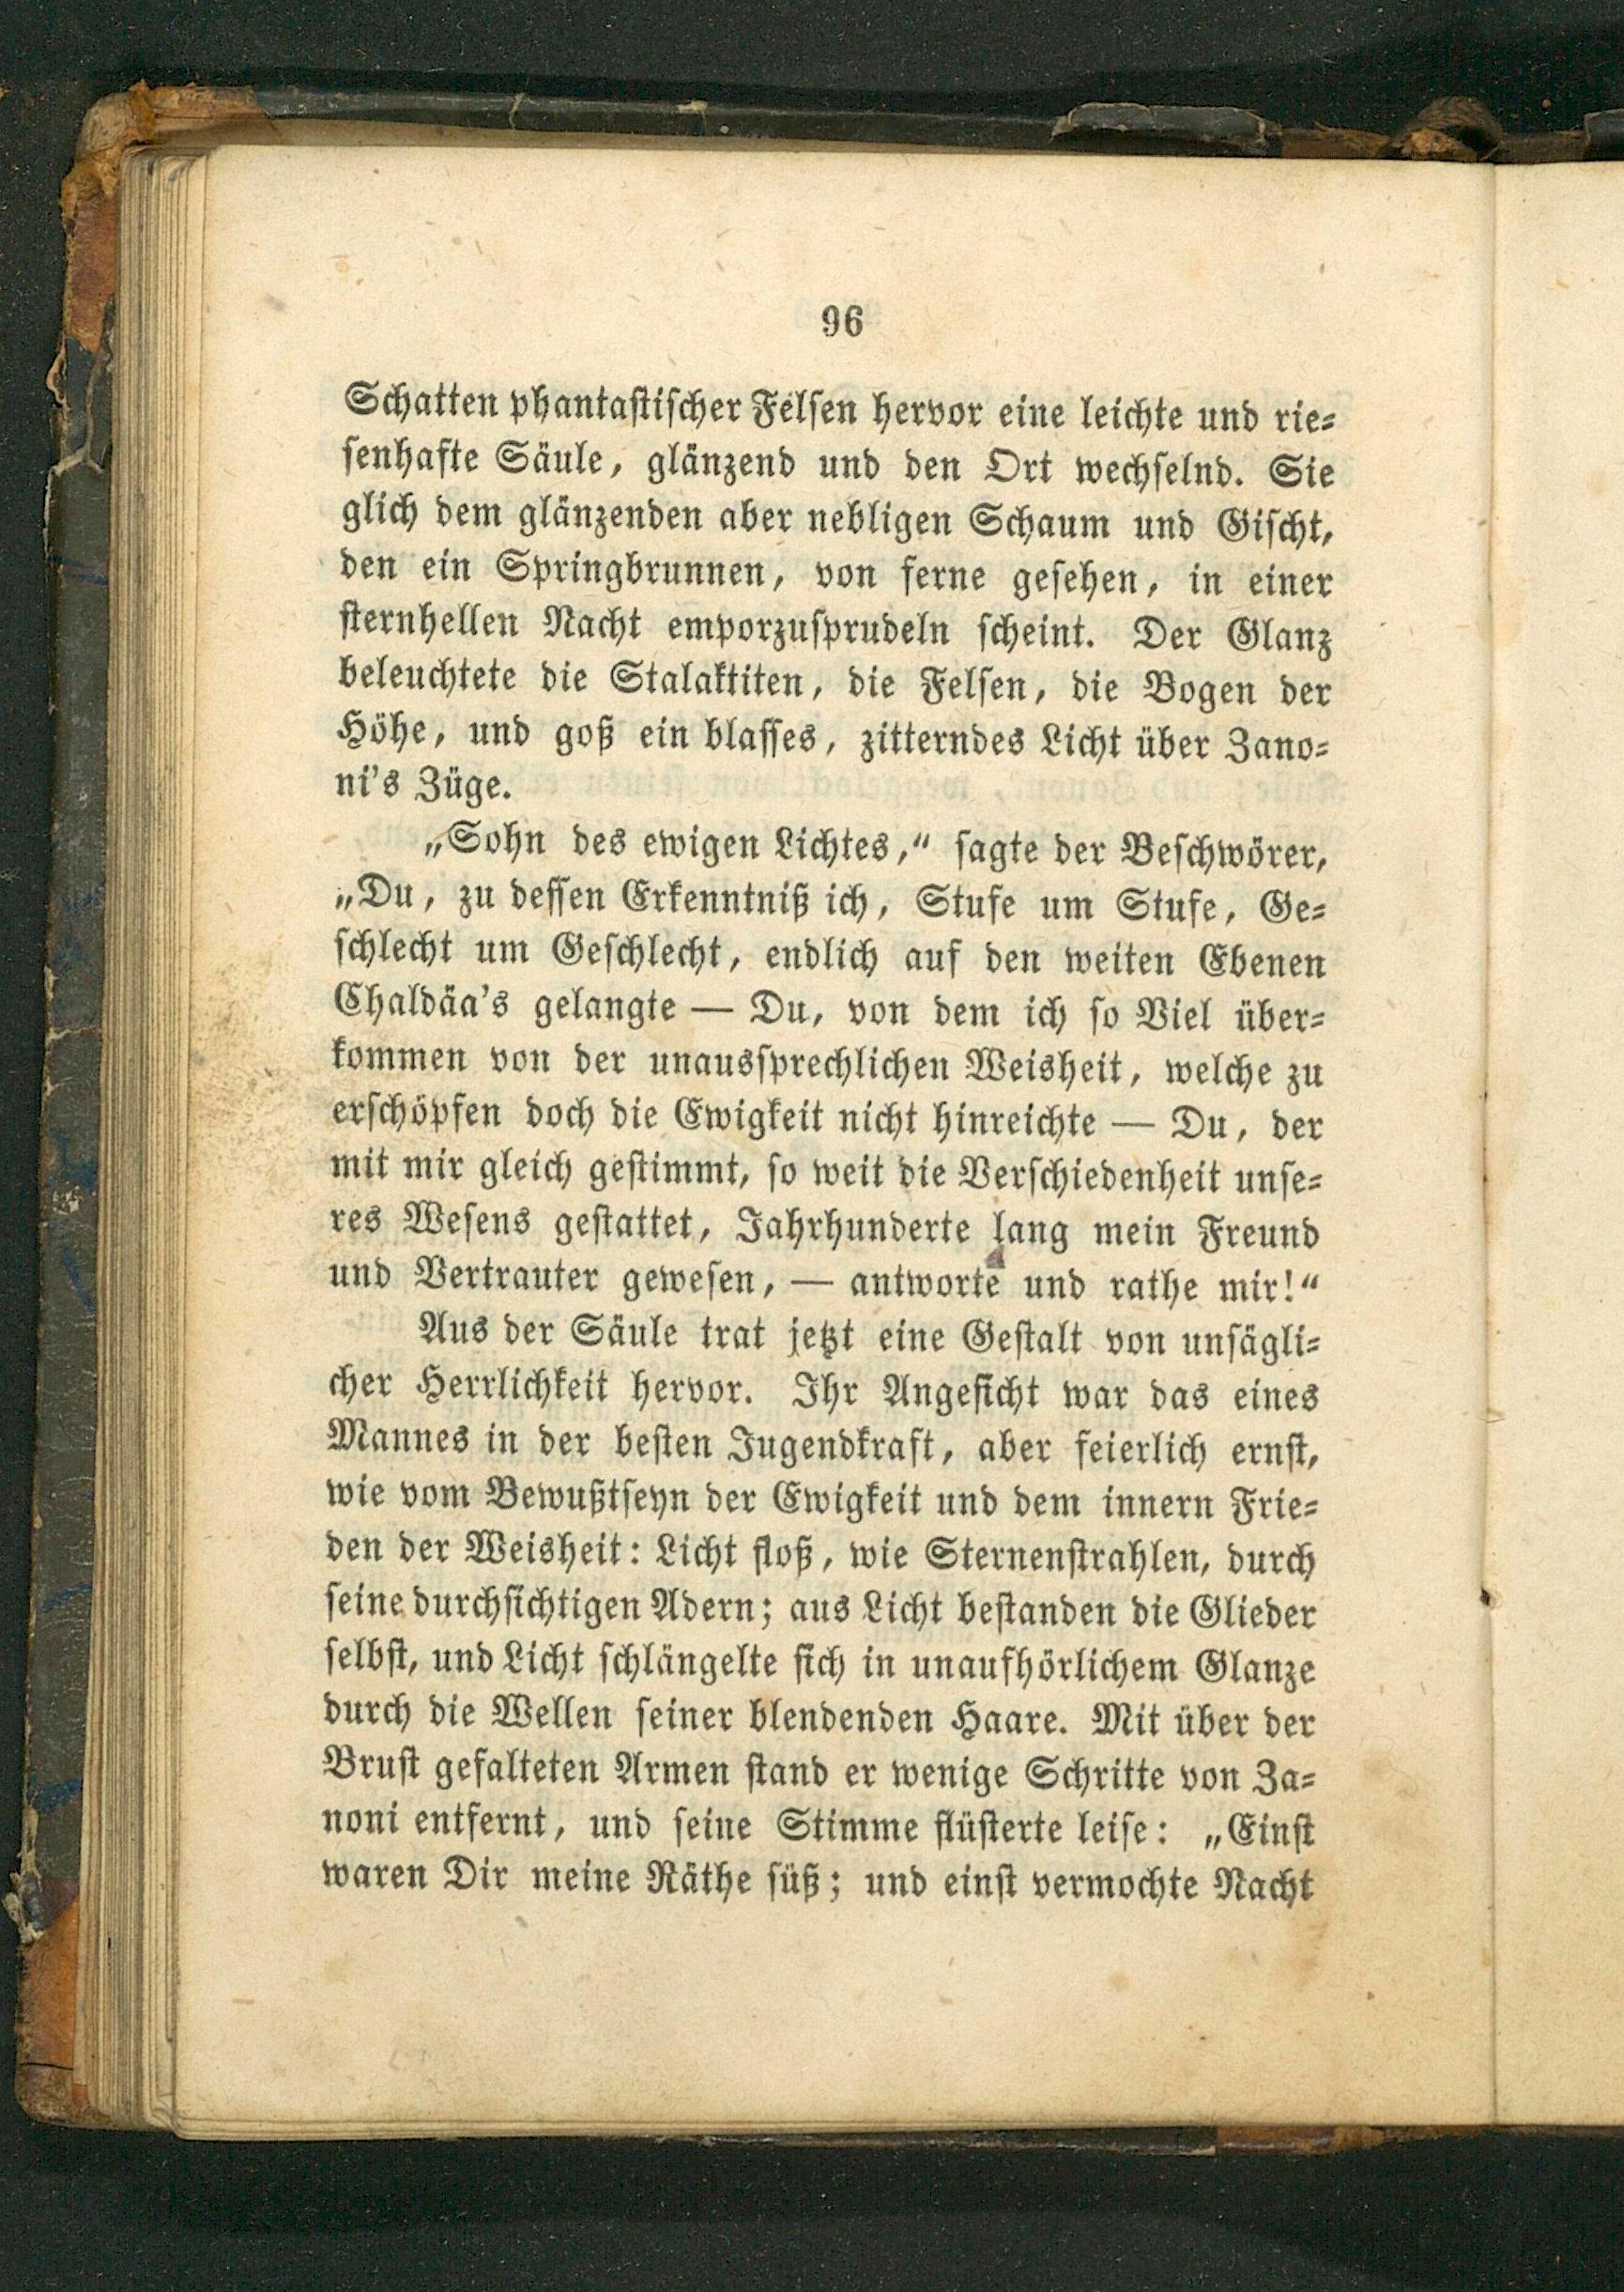 96
Schatten phantastischer Felsen hervor eine leichte und rie=
senhafte Säule, glänzend und den Ort wechselnd. Sie
glich dem glänzenden aber nebligen Schaum und Gischt,
den ein Springbrunnen, von ferne gesehen, in einer
sternhellen Nacht emporzusprudeln scheint. Der Glanz
beleuchtete die Stalaktiten, die Felsen, die Bogen der
Höhe, und goß ein blasses, zitterndes Licht über Zano=
ni's Züge.
„Sohn des ewigen Lichtes,“ sagte der Beschwörer,
„Du, zu dessen Erkenntniß ich, Stufe um Stufe, Ge=
schlecht um Geschlecht, endlich auf den weiten Ebenen
Chaldäa's gelangte — Du, von dem ich so Viel über=
kommen von der unaussprechlichen Weisheit, welche zu
erschöpfen doch die Ewigkeit nicht hinreichte — Du, der
mit mir gleich gestimmt, so weit die Verschiedenheit unse=
res Wesens gestattet, Jahrhunderte lang mein Freund
und Vertrauter gewesen, — antworte und rathe mir!“
Aus der Säule trat jetzt eine Gestalt von unsägli=
cher Herrlichkeit hervor. Ihr Angesicht war das eines
Mannes in der besten Jugendkraft, aber feierlich ernst,
wie vom Bewußtseyn der Ewigkeit und dem innern Frie=
den der Weisheit: Licht floß, wie Sternenstrahlen, durch
seine durchsichtigen Adern; aus Licht bestanden die Glieder
selbst, und Licht schlängelte sich in unaufhörlichem Glanze
durch die Wellen seiner blendenden Haare. Mit über der
Brust gefalteten Armen stand er wenige Schritte von Za=
noni entfernt, und seine Stimme flüsterte leise: „Einst
waren Dir meine Räthe süß; und einst vermochte Nacht